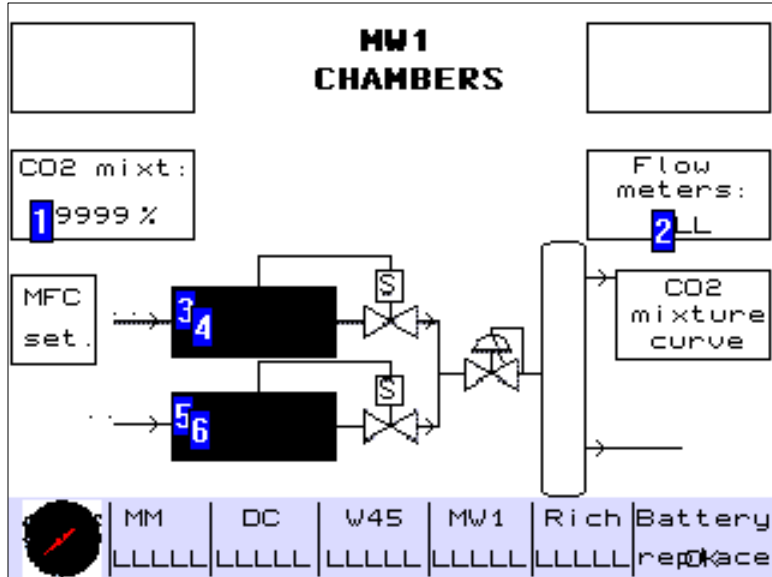 MW1
CHAMBERS
CO2 mixt:
1 9999 %
Flow
meters:
2 LL
MFC
set.
S
3
4
CO2
mixture
curve
S
5
6
MM
DC
W45
MW1
Rich
Battery
LLLLL
LLLLL
LLLLL
LLLLL
LLLLL